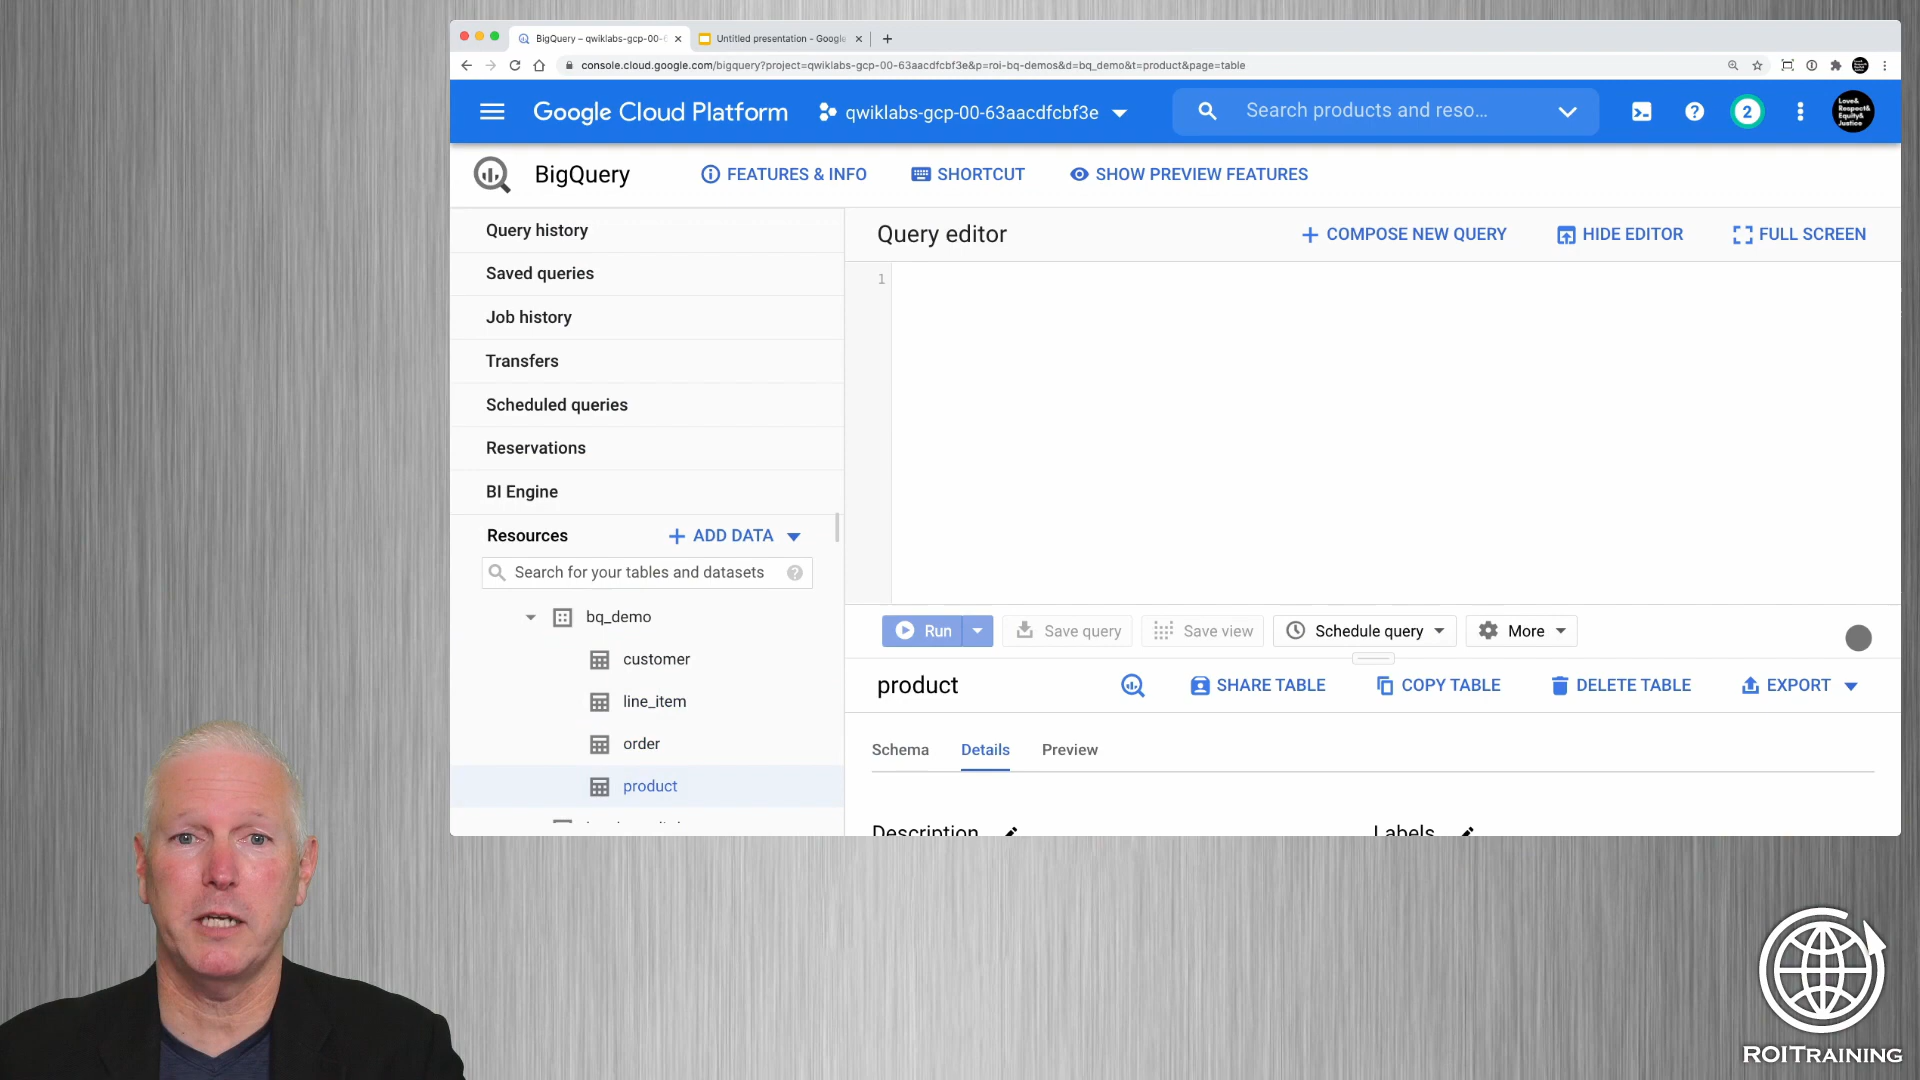 BigQuery – qwiklabs-gcp-00-6
Untitled presentation - Google
console.cloud.google.com/bigquery?project=qwiklabs-gcp-00-63aacdfcbf3e&p=roi-bq-demos&d=bq_demo&t=product&page=table
Google Cloud Platform
qwiklabs-gcp-00-63aacdfcbf3e
Search products and reso...
2
Love&
Respect&
Equity&
Justice
BigQuery
FEATURES & INFO
SHORTCUT
SHOW PREVIEW FEATURES
Query history
Saved queries
Job history
Transfers
Scheduled queries
Reservations
BI Engine
Resources
ADD DATA
Search for your tables and datasets
bq_demo
customer
line_item
order
product
Query editor
COMPOSE NEW QUERY
HIDE EDITOR
FULL SCREEN
1
Run
Save query
Save view
Schedule query
More
product
SHARE TABLE
COPY TABLE
DELETE TABLE
EXPORT
Schema
Details
Preview
Description
Labels
ROITRAINING